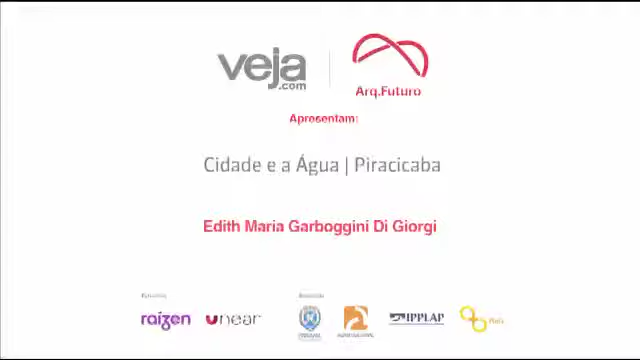 veja
.com
Arq.Futuro
Apresentam:
Cidade e a Água | Piracicaba
Edith Maria Garboggini Di Giorgi
raízen
unear
IPPLAP